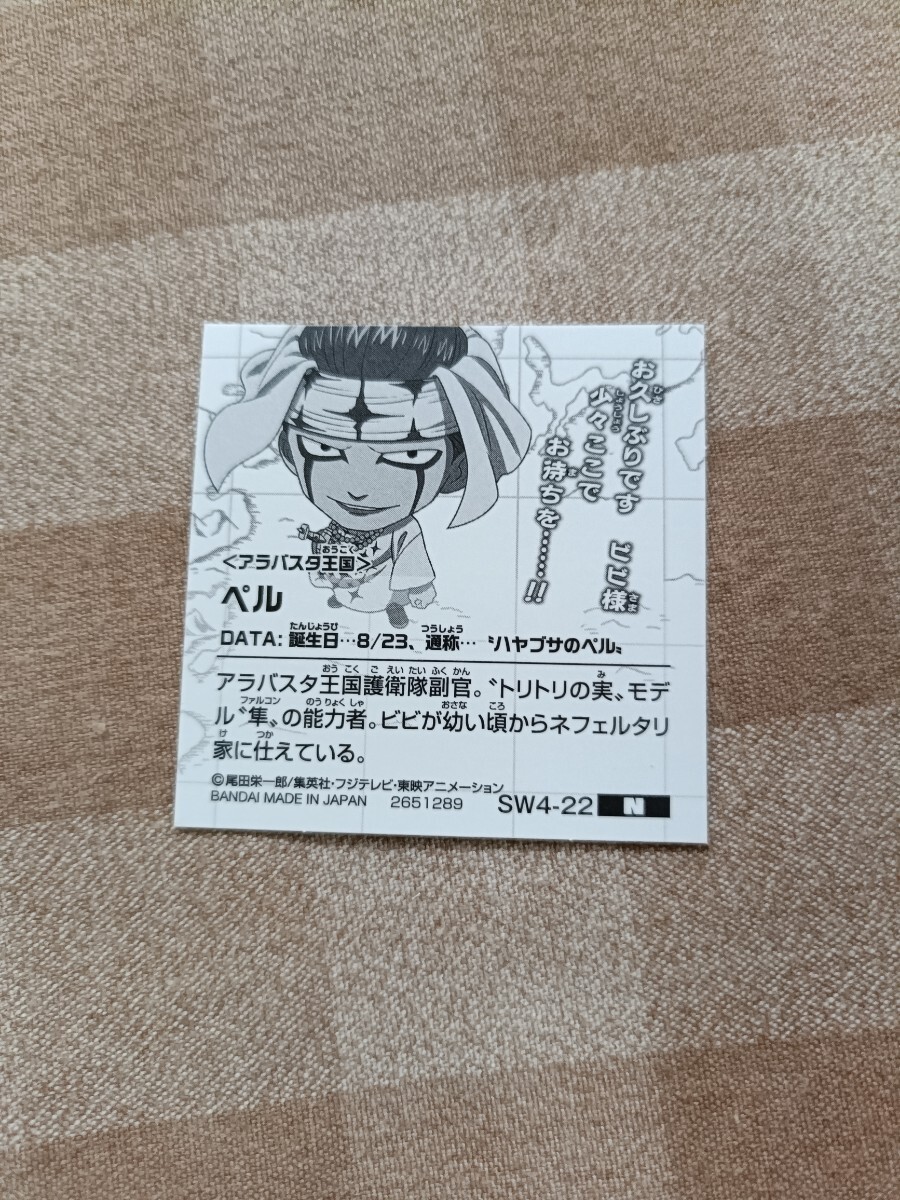 お久しぶりです ビビ様
少々ここで
お待ちを……!!
<アラバスタ王国>
ペル
DATA: 誕生日…8/23、通称…〝ハヤブサのペル〟
アラバスタ王国護衛隊副官。〝トリトリの実〟モデ
ル〝隼〟の能力者。ビビが幼い頃からネフェルタリ
家に仕えている。
©尾田栄一郎/集英社・フジテレビ・東映アニメーション
BANDAI MADE IN JAPAN 2651289 SW4-22 N